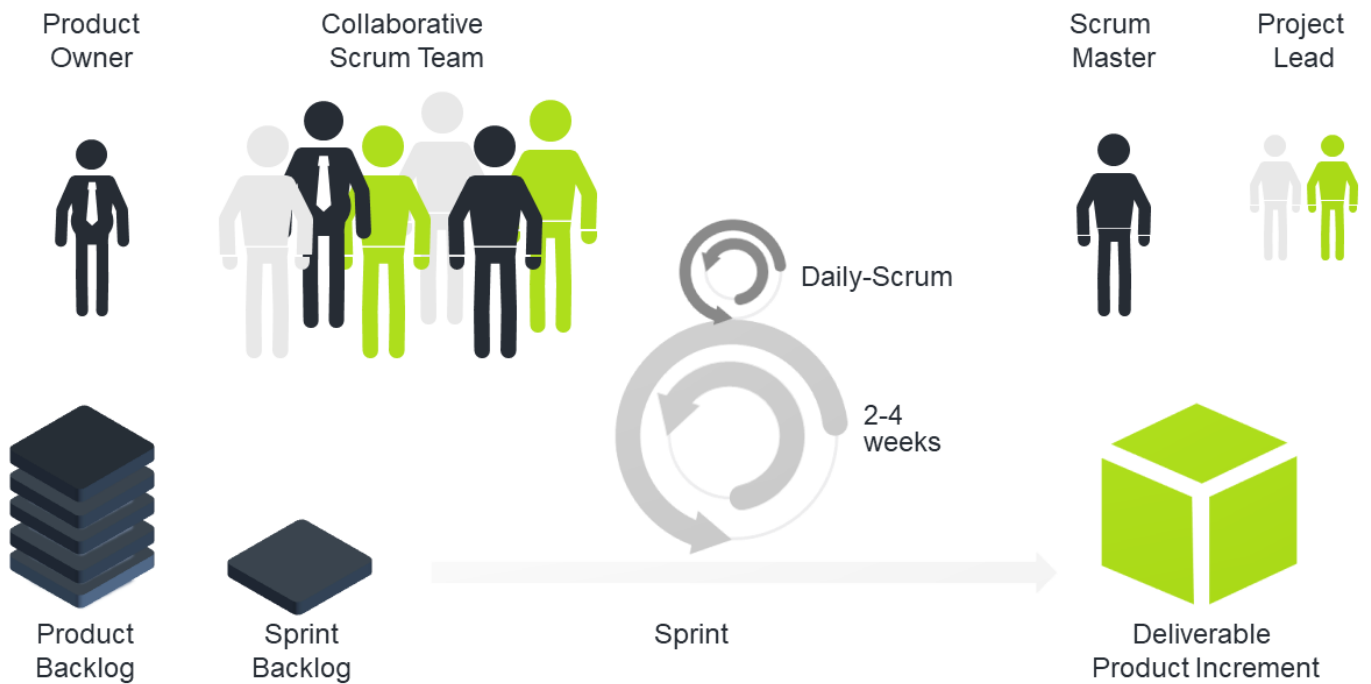 Product
Owner
Collaborative
Scrum Team
Scrum
Master
Project
Lead
Daily-Scrum
2-4
weeks
Product
Backlog
Sprint
Backlog
Sprint
Deliverable
Product Increment